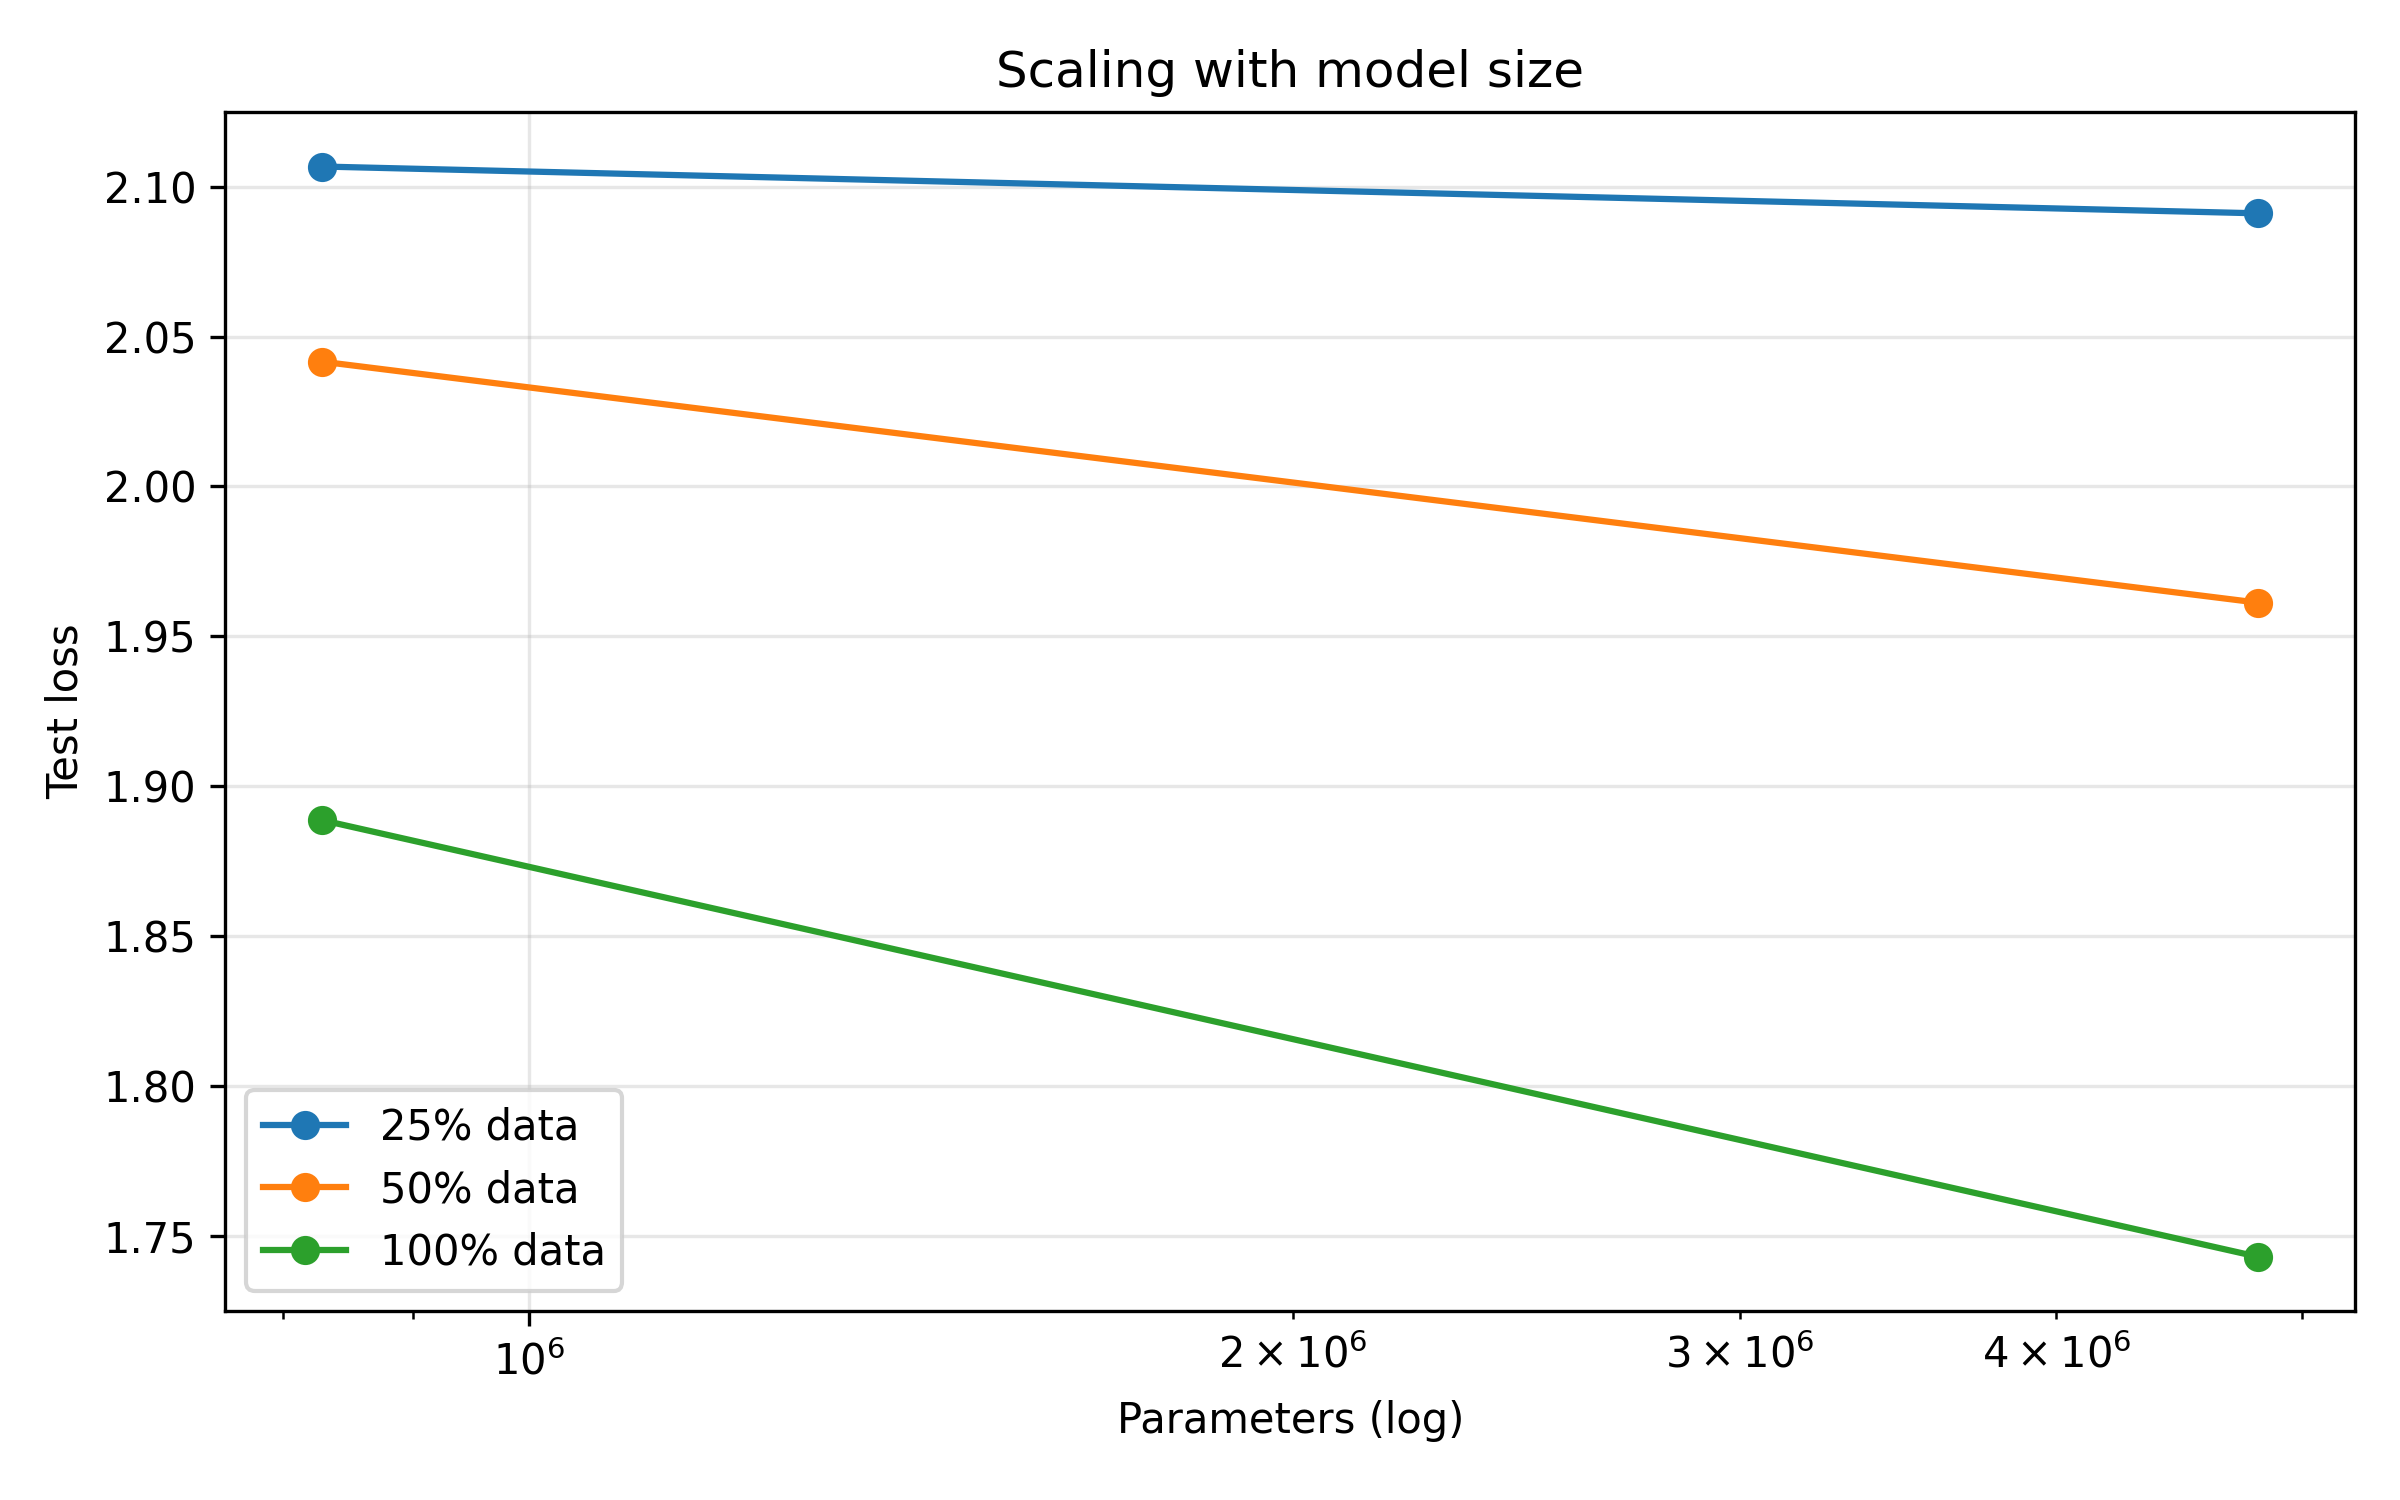 Scaling with model size
2.10
2.05
2.00
1.95
1.90
1.85
1.80
1.75
Test loss
25% data
50% data
100% data
10⁶
2 × 10⁶
3 × 10⁶
4 × 10⁶
Parameters (log)